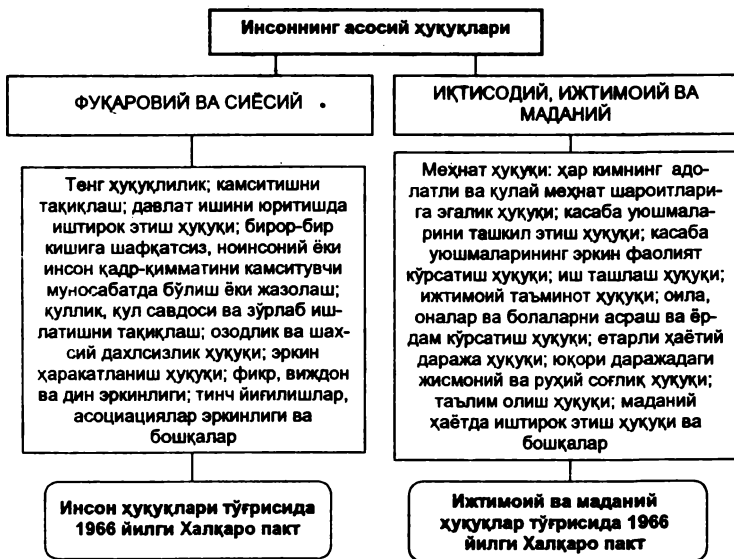 Инсоннинг асосий ҳуқуқлари
ФУҚАРОВИЙ ВА СИЁСИЙ
Тенг ҳуқуқлилик; камситишни
тақиқлаш; давлат ишини юритишда
иштирок этиш ҳуқуқи; бирор-бир
кишига шафқатсиз, ноинсоний ёки
инсон қадр-қимматини камситувчи
муносабатда бўлиш ёки жазолаш;
қуллик, қул савдоси ва зўрлаб иш-
латишни тақиқлаш; озодлик ва шах-
сий дахлсизлик ҳуқуқи; эркин
ҳаракатланиш ҳуқуқи; фикр, виждон
ва дин эркинлиги; тинч йиғилишлар,
асоциациялар эркинлиги ва
бошқалар
Инсон ҳуқуқлари тўғрисида
1966 йилги Халқаро пакт
ИҚТИСОДИЙ, ИЖТИМОИЙ ВА
МАДАНИЙ
Меҳнат ҳуқуқи: ҳар кимнинг адо-
латли ва қулай меҳнат шароитлари-
га эгалик ҳуқуқи; касаба уюшмала-
рини ташкил этиш ҳуқуқи; касаба
уюшмаларининг эркин фаолият
кўрсатиш ҳуқуқи; иш ташлаш ҳуқуқи;
ижтимоий таъминот ҳуқуқи; оила,
оналар ва болаларни асраш ва ёр-
дам кўрсатиш ҳуқуқи; етарли ҳаётий
даража ҳуқуқи; юқори даражадаги
жисмоний ва руҳий соғлиқ ҳуқуқи;
таълим олиш ҳуқуқи; маданий
ҳаётда иштирок этиш ҳуқуқи ва
бошқалар
Ижтимоий ва маданий
ҳуқуқлар тўғрисида 1966
йилги Халқаро пакт